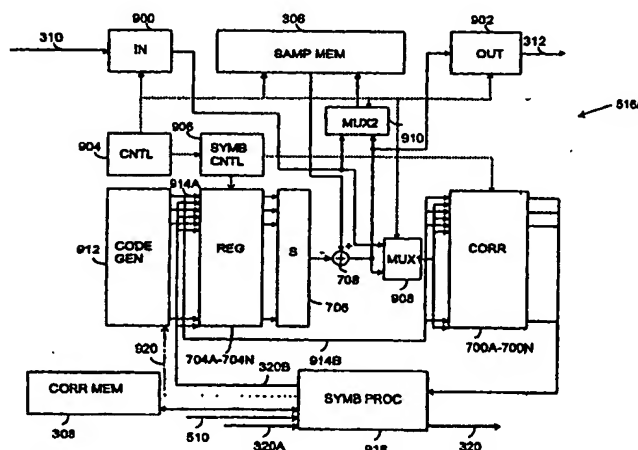 900
306
902
310
IN
SAMP MEM
OUT
312
516A
906
MUX2
910
904
CNTL
SYMB
CNTL
914A
912
CODE
GEN
REG
S
-
+
708
MUX
908
CORR
706
920
704A-704N
914B
700A-700N
320B
CORR MEM
SYMB PROC
308
510
320A
320